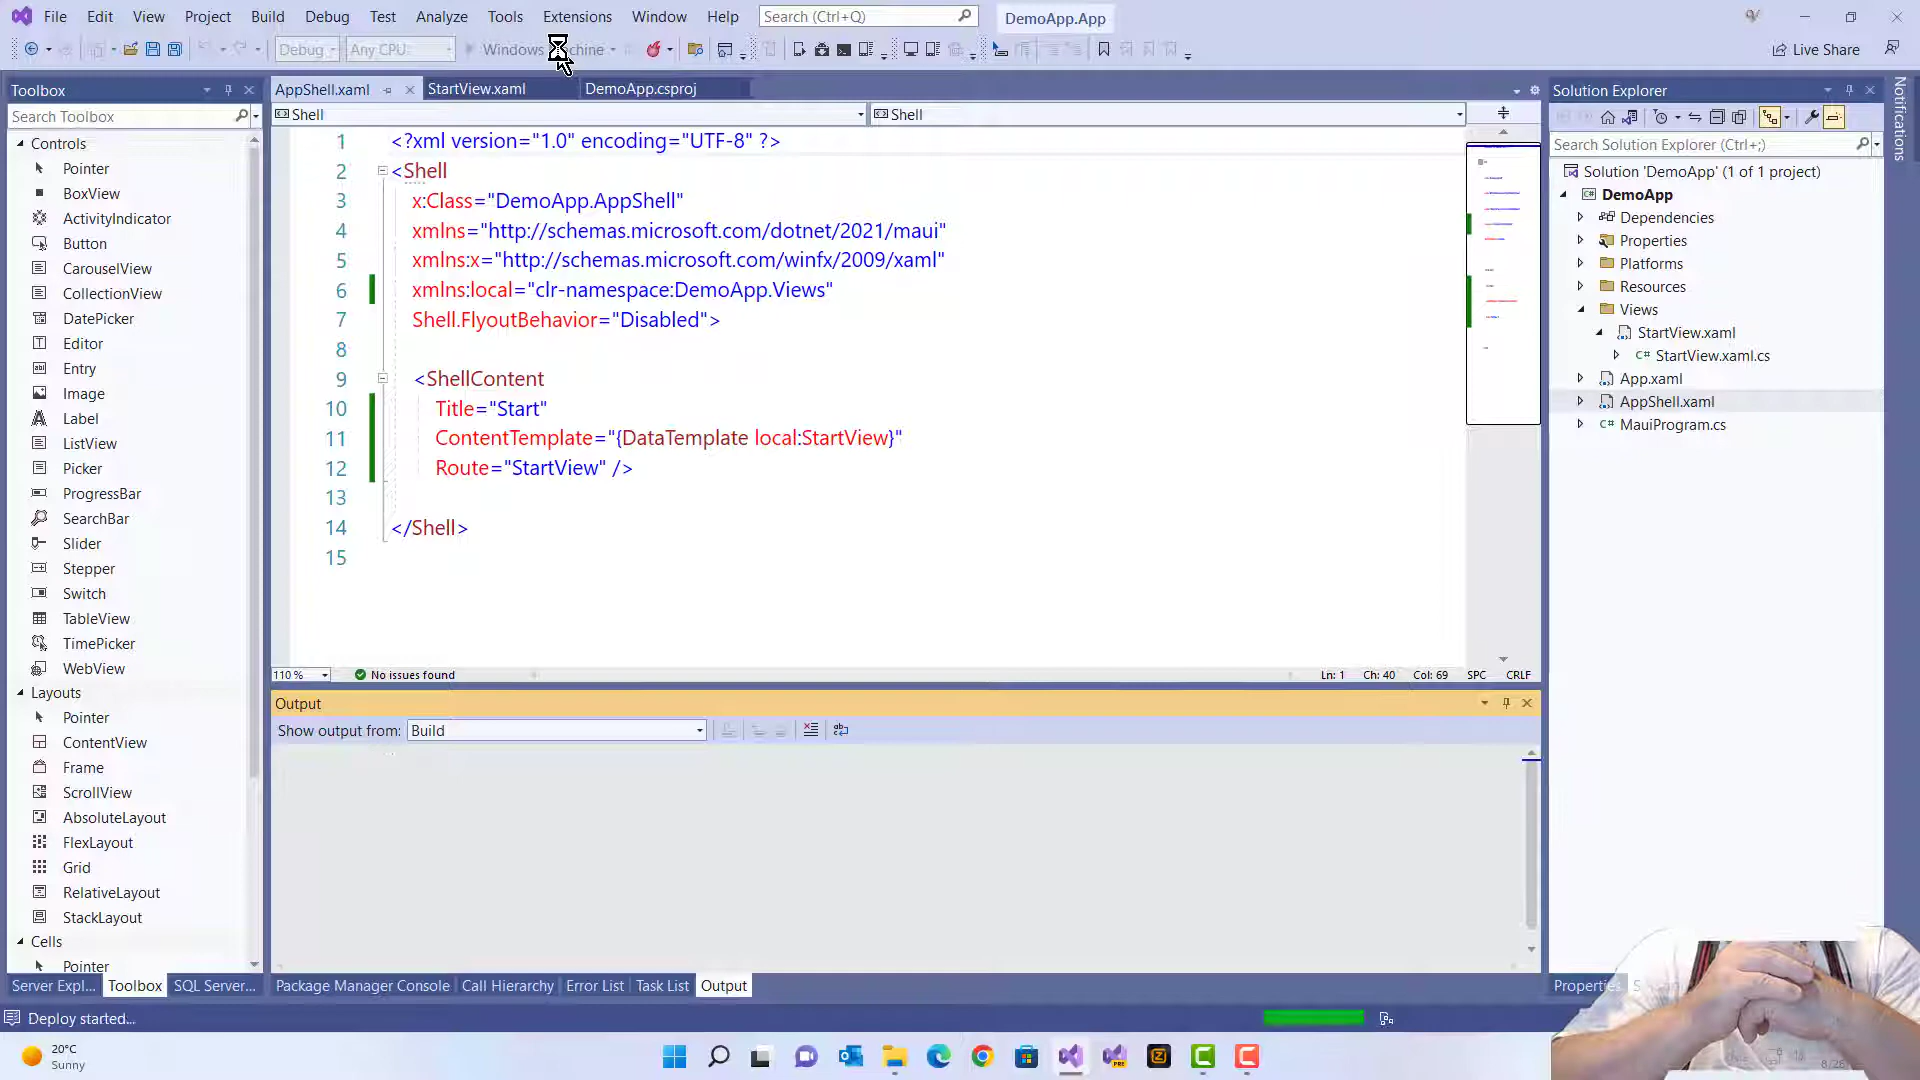 File Edit View Project Build Debug Test Analyze Tools Extensions Window Help Search (Ctrl+Q) DemoApp.App
Debug Any CPU Windows Live Share
Toolbox
Search Toolbox
Controls
Pointer
BoxView
ActivityIndicator
Button
CarouselView
CollectionView
DatePicker
Editor
Entry
Image
Label
ListView
Picker
ProgressBar
SearchBar
Slider
Stepper
Switch
TableView
TimePicker
WebView
Layouts
Pointer
ContentView
Frame
ScrollView
AbsoluteLayout
FlexLayout
Grid
RelativeLayout
StackLayout
Cells
Pointer
Server Expl... Toolbox SQL Server...
AppShell.xaml StartView.xaml DemoApp.csproj
Shell Shell
1 <?xml version="1.0" encoding="UTF-8" ?>
2 <Shell
3 x:Class="DemoApp.AppShell"
4 xmlns="http://schemas.microsoft.com/dotnet/2021/maui"
5 xmlns:x="http://schemas.microsoft.com/winfx/2009/xaml"
6 xmlns:local="clr-namespace:DemoApp.Views"
7 Shell.FlyoutBehavior="Disabled">
8
9 <ShellContent
10 Title="Start"
11 ContentTemplate="{DataTemplate local:StartView}"
12 Route="StartView" />
13
14 </Shell>
15
110 % No issues found Ln: 1 Ch: 40 Col: 69 SPC CRLF
Output
Show output from: Build
Package Manager Console Call Hierarchy Error List Task List Output
Solution Explorer
Search Solution Explorer (Ctrl+;)
Solution 'DemoApp' (1 of 1 project)
DemoApp
Dependencies
Properties
Platforms
Resources
Views
StartView.xaml
C# StartView.xaml.cs
App.xaml
AppShell.xaml
C# MauiProgram.cs
Notifications
Deploy started...
20°C
Sunny